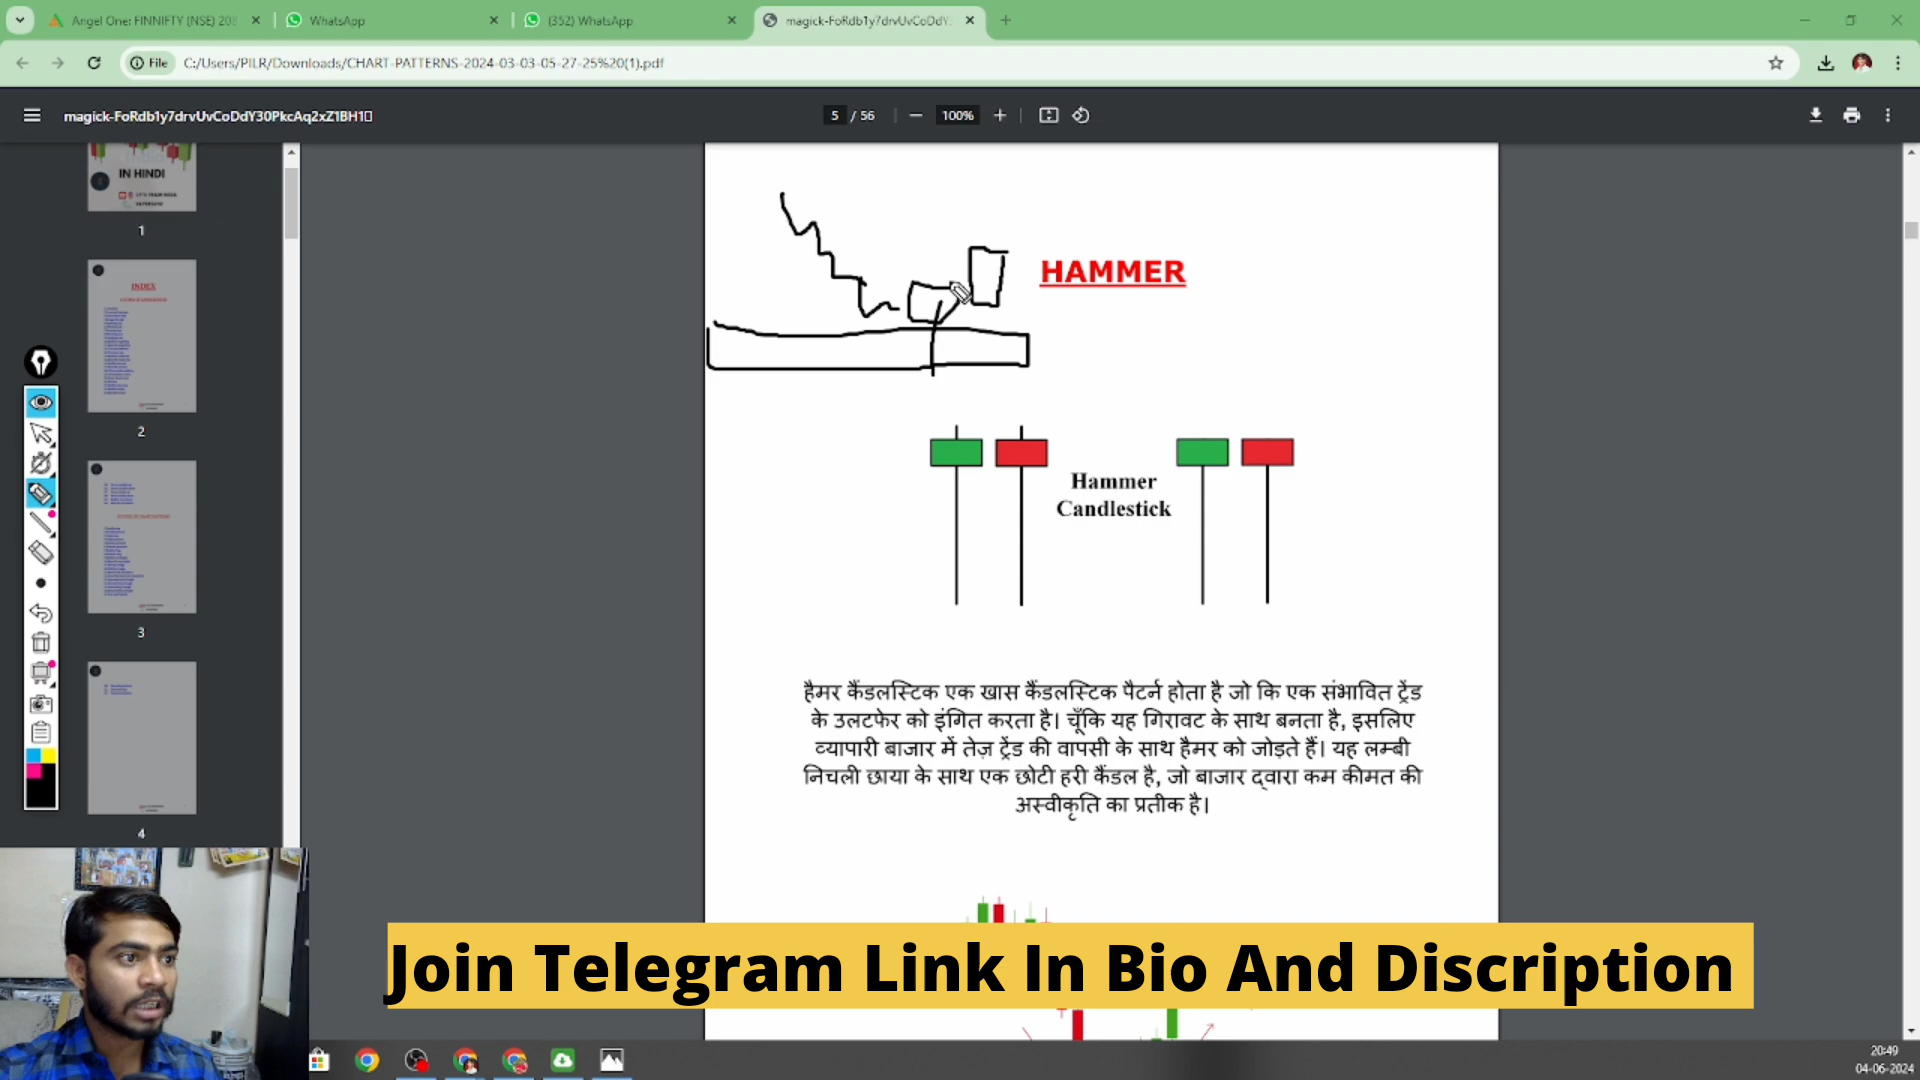 Angel One: FINNIFTY (NSE) 208
WhatsApp
(352) WhatsApp
magick-FoRdb1y7drvUvCoDdY
File
C:/Users/PILR/Downloads/CHART-PATTERNS-2024-03-03-05-27-25%20(1).pdf
magick-FoRdb1y7drvUvCoDdY30PkcAq2xZ1BH1
5 / 56
100%
IN HINDI
1
INDEX
2
3
4
HAMMER
Hammer
Candlestick
हैमर कैंडलस्टिक एक खास कैंडलस्टिक पैटर्न होता है जो कि एक संभावित ट्रेंड
के उलटफेर को इंगित करता है। चूँकि यह गिरावट के साथ बनता है, इसलिए
व्यापारी बाजार में तेज़ ट्रेंड की वापसी के साथ हैमर को जोड़ते हैं। यह लम्बी
निचली छाया के साथ एक छोटी हरी कैंडल है, जो बाजार द्वारा कम कीमत की
अस्वीकृति का प्रतीक है।
Join Telegram Link In Bio And Discription
20:49
04-06-2024